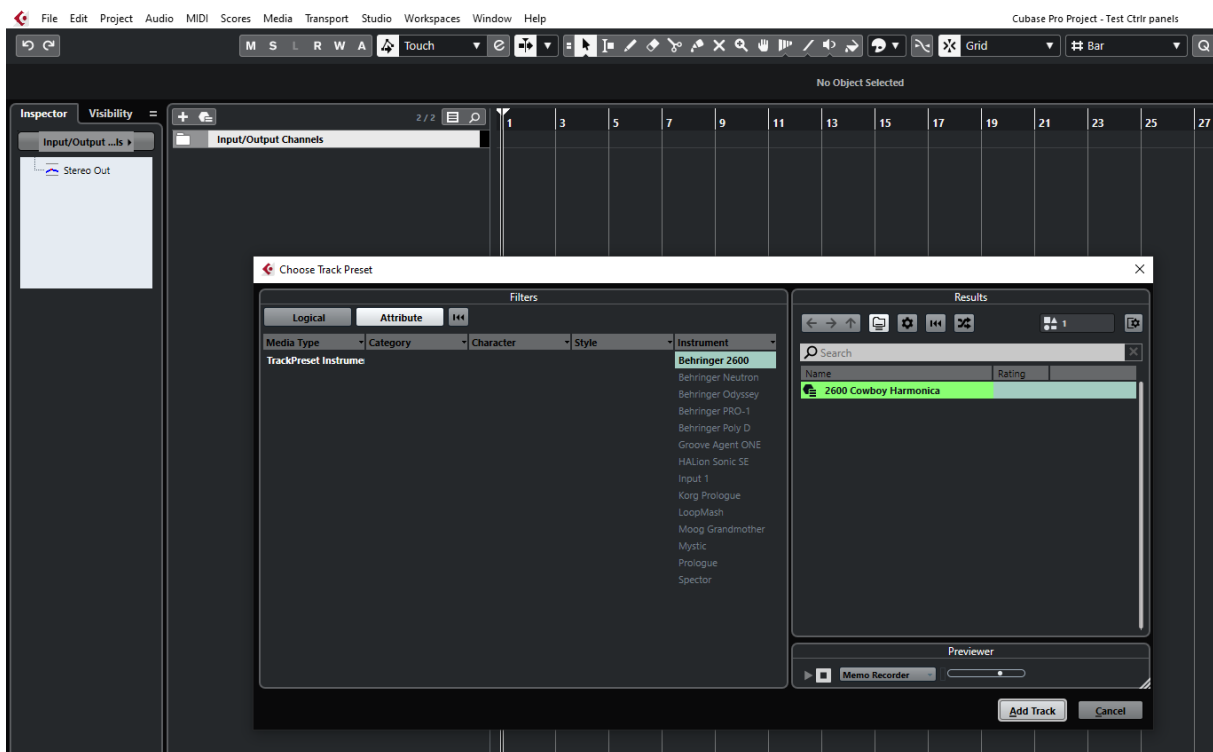 File Edit Project Audio MIDI Scores Media Transport Studio Workspaces Window Help
Cubase Pro Project - Test Ctrlr panels
M S L R W A Touch Grid Bar Q
No Object Selected
Inspector Visibility
2/2
1 3 5 7 9 11 13 15 17 19 21 23 25 27
Input/Output ...ls
Input/Output Channels
Stereo Out
Choose Track Preset
Filters
Logical Attribute
Media Type Category Character Style Instrument
TrackPreset Instrume
Behringer 2600
Behringer Neutron
Behringer Odyssey
Behringer PRO-1
Behringer Poly D
Groove Agent ONE
HALion Sonic SE
Input 1
Korg Prologue
LoopMash
Moog Grandmother
Mystic
Prologue
Spector
Results
1
Search
Name Rating
2600 Cowboy Harmonica
Previewer
Memo Recorder
Add Track Cancel